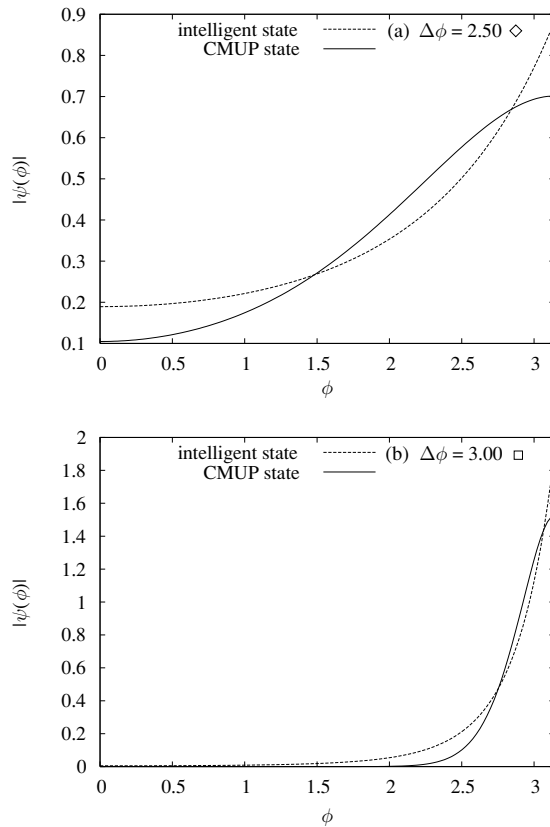 0.9
intelligent state (a) Δϕ = 2.50 ◇
CMUP state
0.8
0.7
0.6
|ψ(ϕ)|
0.5
0.4
0.3
0.2
0.1
0 0.5 1 1.5 2 2.5 3
ϕ
2
intelligent state (b) Δϕ = 3.00 □
CMUP state
1.8
1.6
1.4
1.2
|ψ(ϕ)|
1
0.8
0.6
0.4
0.2
0
0 0.5 1 1.5 2 2.5 3
ϕ